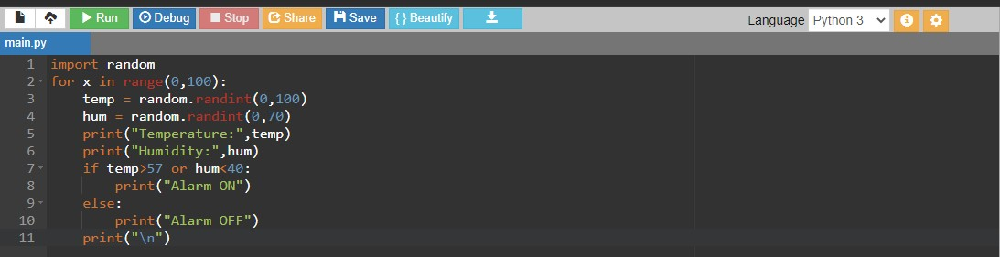 Run Debug Stop Share Save { } Beautify Language Python 3
main.py
1 import random
2 for x in range(0,100):
3     temp = random.randint(0,100)
4     hum = random.randint(0,70)
5     print("Temperature:",temp)
6     print("Humidity:",hum)
7     if temp>57 or hum<40:
8         print("Alarm ON")
9     else:
10         print("Alarm OFF")
11     print("\n")